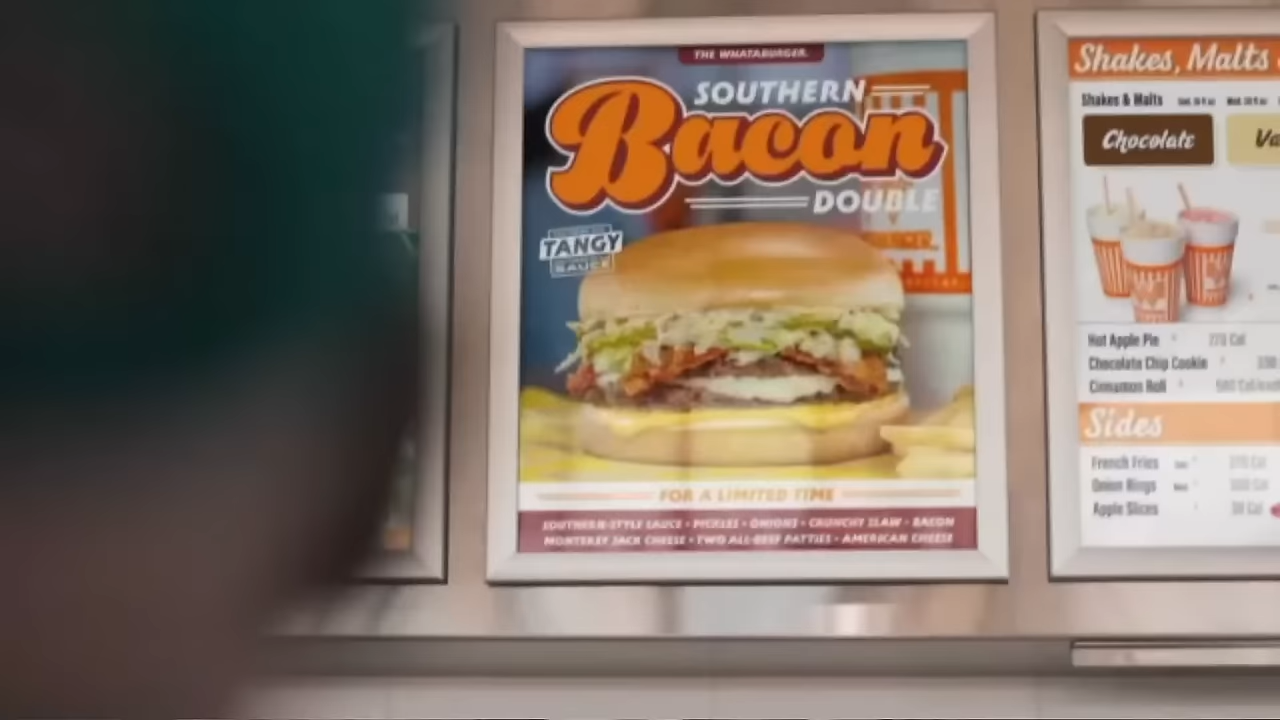 THE WHATABURGER.
SOUTHERN
Bacon
DOUBLE
TANGY
SAUCE
FOR A LIMITED TIME
SOUTHERN-STYLE SAUCE • PICKLES • ONIONS • CRUNCHY SLAW • BACON
MONTEREY JACK CHEESE • TWO ALL-BEEF PATTIES • AMERICAN CHEESE
Shakes, Malts
Shakes & Malts
Chocolate
Va
Hot Apple Pie
Chocolate Chip Cookie
Cinnamon Roll
Sides
French Fries
Onion Rings
Apple Slices